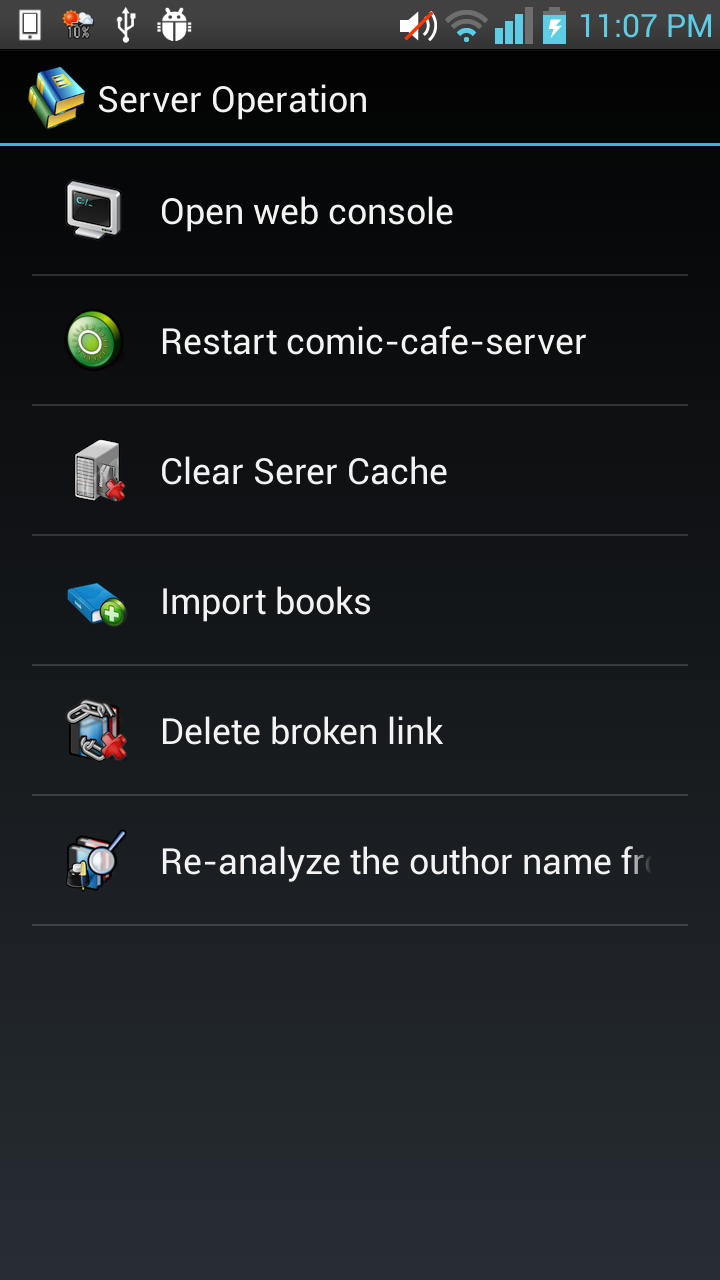 10%
11:07 PM
Server Operation
C:/_
Open web console
Restart comic-cafe-server
Clear Serer Cache
Import books
Delete broken link
Re-analyze the outhor name fr